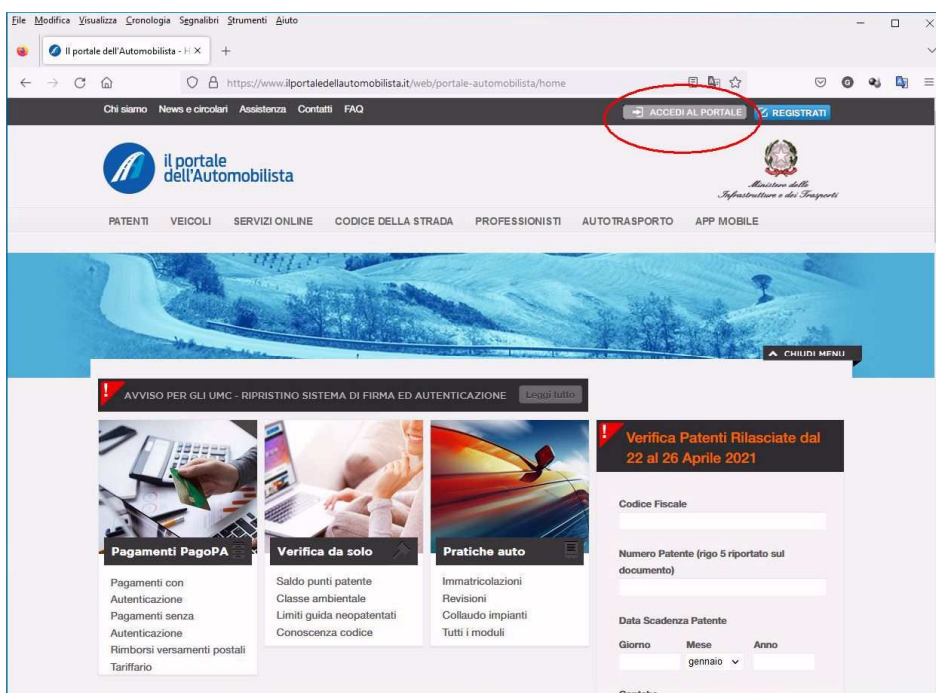 File Modifica Visualizza Cronologia Segnalibri Strumenti Aiuto
Il portale dell'Automobilista - H
https://www.ilportaledellautomobilista.it/web/portale-automobilista/home
Chi siamo News e circolari Assistenza Contatti FAQ
ACCEDI AL PORTALE
REGISTRATI
il portale
dell'Automobilista
Ministero delle
Infrastrutture e dei Trasporti
PATENTI VEICOLI SERVIZI ONLINE CODICE DELLA STRADA PROFESSIONISTI AUTOTRASPORTO APP MOBILE
CHIUDI MENU
AVVISO PER GLI UMC - RIPRISTINO SISTEMA DI FIRMA ED AUTENTICAZIONE
Leggi tutto
Pagamenti PagoPA
Pagamenti con
Autenticazione
Pagamenti senza
Autenticazione
Rimborsi versamenti postali
Tariffario
Verifica da solo
Saldo punti patente
Classe ambientale
Limiti guida neopatentati
Conoscenza codice
Pratiche auto
Immatricolazioni
Revisioni
Collaudo impianti
Tutti i moduli
Verifica Patenti Rilasciate dal
22 al 26 Aprile 2021
Codice Fiscale
Numero Patente (rigo 5 riportato sul
documento)
Data Scadenza Patente
Giorno Mese Anno
gennaio